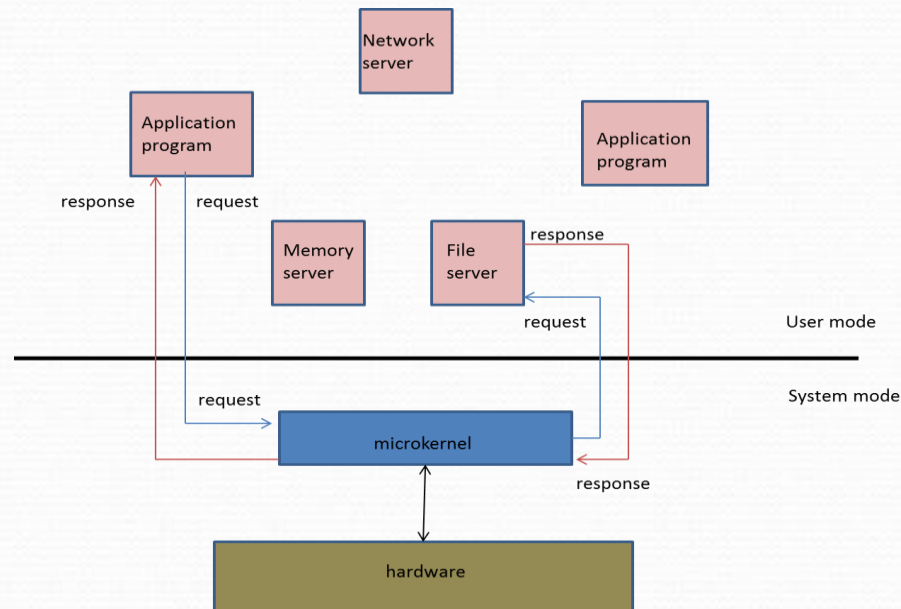 Network
server
Application
program
Application
program
response
request
Memory
server
File
server
response
request
User mode
System mode
request
microkernel
response
hardware